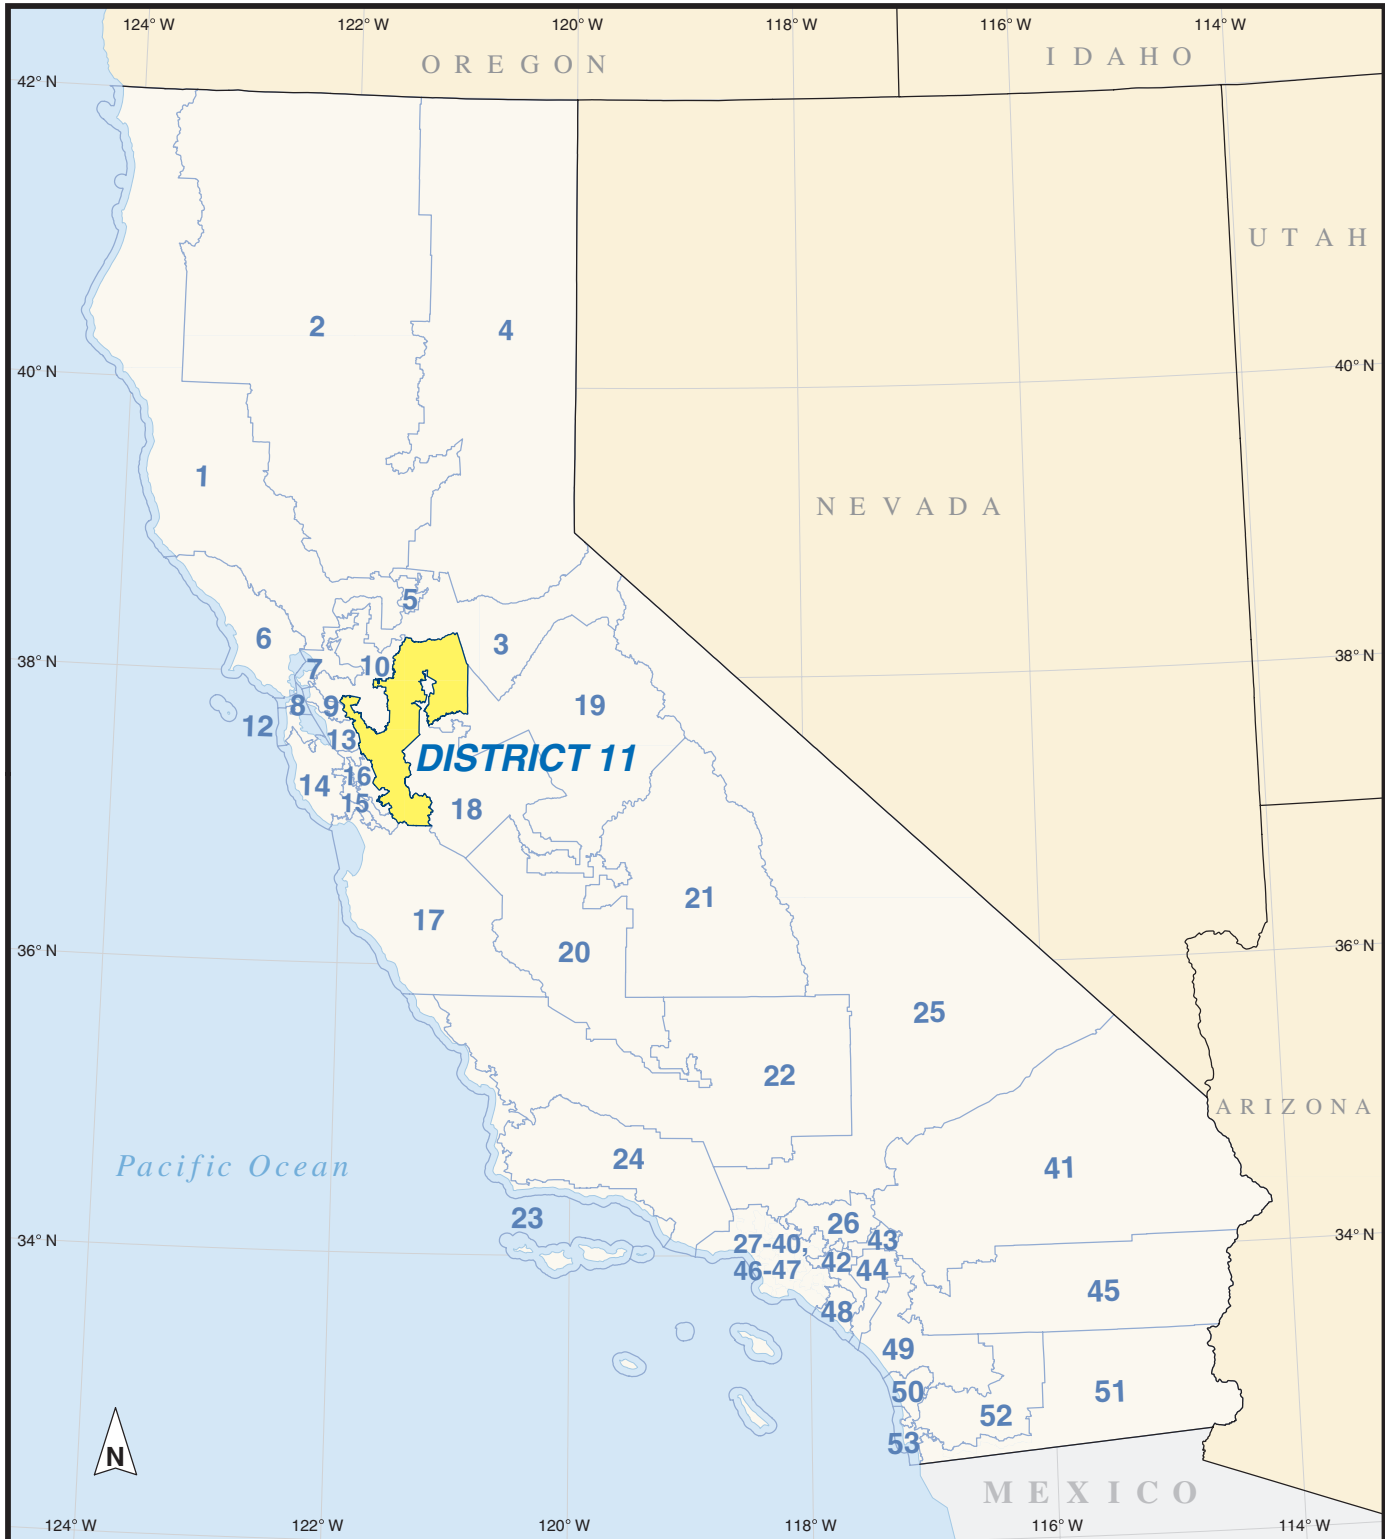 124° W 122° W 120° W 118° W 116° W 114° W
OREGON
IDAHO
42° N
UTAH
2
4
40° N
40° N
1
NEVADA
5
6
3
38° N
7
10
38° N
8
9
19
12
13
DISTRICT 11
14
16
15
18
21
17
36° N
20
36° N
25
22
ARIZONA
Pacific Ocean
24
41
23
26
34° N
27-40,
43
34° N
46-47
42
44
45
48
49
50
51
52
53
N
MEXICO
124° W 122° W 120° W 118° W 116° W 114° W